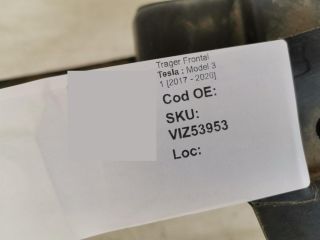 Trager Frontal
Tesla : Model 3
1 [2017 - 2020]
Cod OE:
SKU:
VIZ53953
Loc: